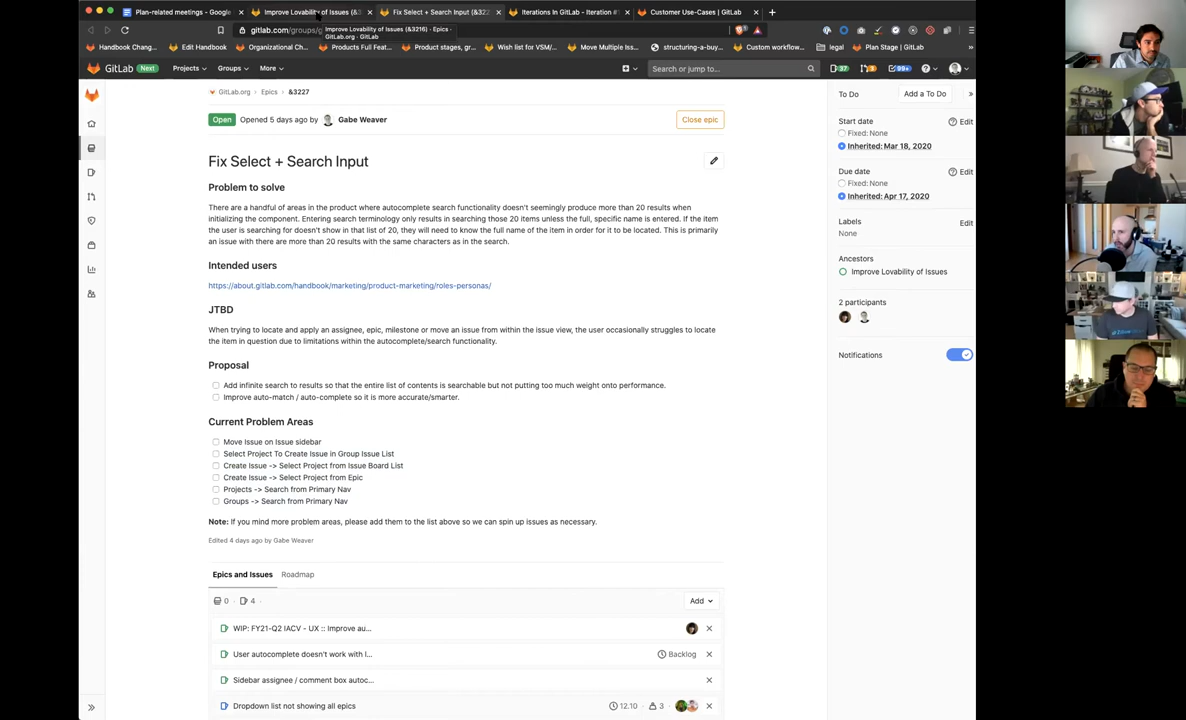 Plan-related meetings - Google
Improve Lovability of Issues (&3
Fix Select + Search Input (&322
Iterations in GitLab - Iteration #
Customer Use-Cases | GitLab
gitlab.com/groups/g
Improve Lovability of Issues (&3216) · Epics ·
GitLab.org · GitLab
Handbook Chang...
Edit Handbook
Organizational Ch...
Products Full Feat...
Product stages, gr...
Wish list for VSM/...
Move Multiple Iss...
structuring-a-buy...
Custom workflow...
legal
Plan Stage | GitLab
GitLab
Next
Projects
Groups
More
Search or jump to...
37
3
99+
GitLab.org
Epics
&3227
Open
Opened 5 days ago by
Gabe Weaver
Close epic
Fix Select + Search Input
Problem to solve
There are a handful of areas in the product where autocomplete search functionality doesn't seemingly produce more than 20 results when
initializing the component. Entering search terminology only results in searching those 20 items unless the full, specific name is entered. If the item
the user is searching for doesn't show in that list of 20, they will need to know the full name of the item in order for it to be located. This is primarily
an issue with there are more than 20 results with the same characters as in the search.
Intended users
https://about.gitlab.com/handbook/marketing/product-marketing/roles-personas/
JTBD
When trying to locate and apply an assignee, epic, milestone or move an issue from within the issue view, the user occasionally struggles to locate
the item in question due to limitations within the autocomplete/search functionality.
Proposal
Add infinite search to results so that the entire list of contents is searchable but not putting too much weight onto performance.
Improve auto-match / auto-complete so it is more accurate/smarter.
Current Problem Areas
Move Issue on Issue sidebar
Select Project To Create Issue in Group Issue List
Create Issue -> Select Project from Issue Board List
Create Issue -> Select Project from Epic
Projects -> Search from Primary Nav
Groups -> Search from Primary Nav
Note: If you mind more problem areas, please add them to the list above so we can spin up issues as necessary.
Edited 4 days ago by Gabe Weaver
Epics and Issues
Roadmap
0
4
Add
WIP: FY21-Q2 IACV - UX :: Improve au...
User autocomplete doesn't work with I...
Backlog
Sidebar assignee / comment box autoc...
Dropdown list not showing all epics
12.10
3
To Do
Add a To Do
Start date
Edit
Fixed: None
Inherited: Mar 18, 2020
Due date
Edit
Fixed: None
Inherited: Apr 17, 2020
Labels
Edit
None
Ancestors
Improve Lovability of Issues
2 participants
Notifications